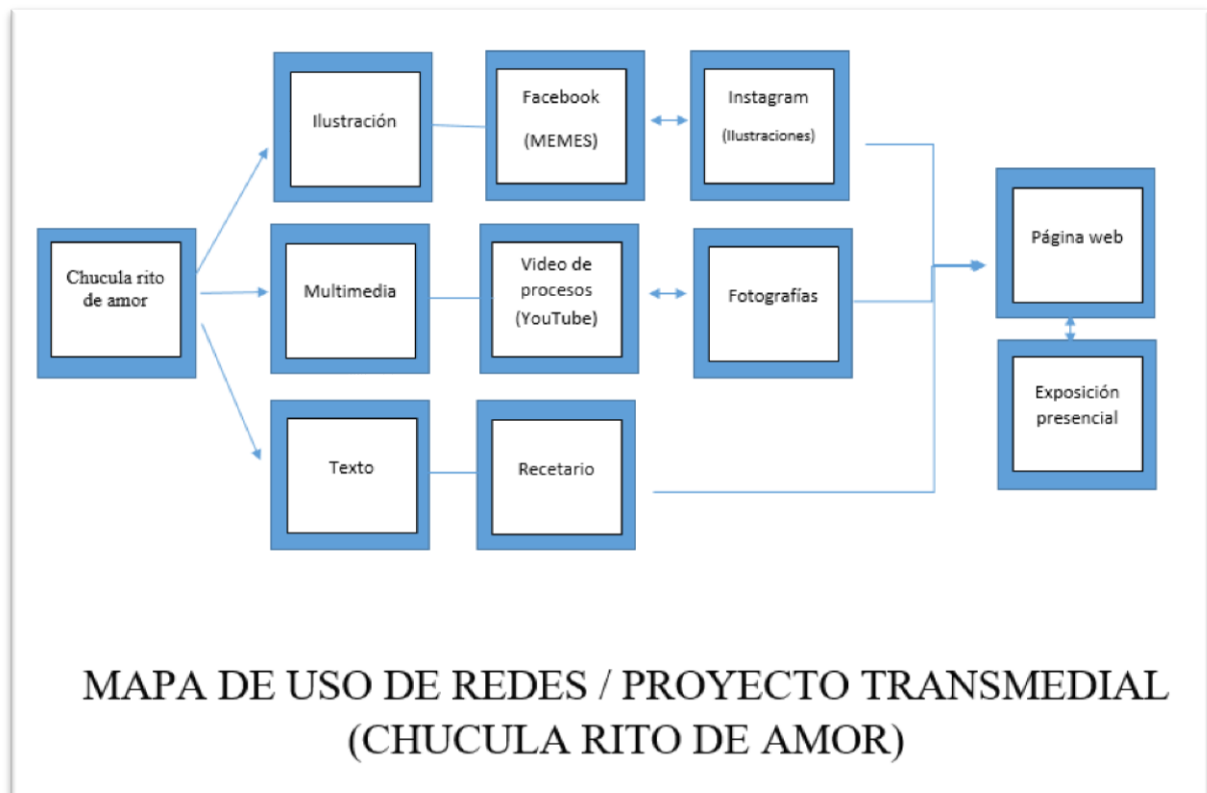 Ilustración
Facebook
(MEMES)
Instagram
(Ilustraciones)
Chucula rito
de amor
Multimedia
Video de
procesos
(YouTube)
Fotografías
Página web
Texto
Recetario
Exposición
presencial
MAPA DE USO DE REDES / PROYECTO TRANSMEDIAL
(CHUCULA RITO DE AMOR)